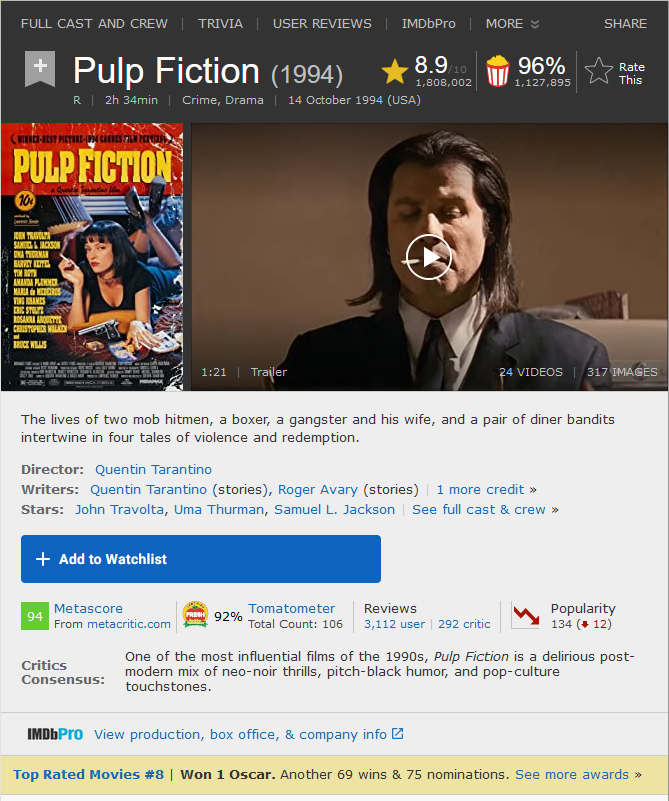 FULL CAST AND CREW | TRIVIA | USER REVIEWS | IMDbPro | MORE SHARE
+ Pulp Fiction (1994) 8.9/10 1,808,002 96% 1,127,895 Rate This
R | 2h 34min | Crime, Drama | 14 October 1994 (USA)
WINNER-BEST PICTURE-1994 CANNES FILM FESTIVAL
PULP FICTION
a Quentin Tarantino film
10¢
JOHN TRAVOLTA
SAMUEL L. JACKSON
UMA THURMAN
HARVEY KEITEL
TIM ROTH
AMANDA PLUMMER
MARIA de MEDEIROS
VING RHAMES
ERIC STOLTZ
ROSANNA ARQUETTE
CHRISTOPHER WALKEN
and
BRUCE WILLIS
MIRAMAX
1:21 | Trailer 24 VIDEOS | 317 IMAGES
The lives of two mob hitmen, a boxer, a gangster and his wife, and a pair of diner bandits
intertwine in four tales of violence and redemption.
Director: Quentin Tarantino
Writers: Quentin Tarantino (stories), Roger Avary (stories) | 1 more credit »
Stars: John Travolta, Uma Thurman, Samuel L. Jackson | See full cast & crew »
+ Add to Watchlist
94 Metascore From metacritic.com | FRESH 92% Tomatometer Total Count: 106 | Reviews 3,112 user | 292 critic | Popularity 134 (12)
Critics Consensus: One of the most influential films of the 1990s, Pulp Fiction is a delirious post-
modern mix of neo-noir thrills, pitch-black humor, and pop-culture
touchstones.
IMDbPro View production, box office, & company info
Top Rated Movies #8 | Won 1 Oscar. Another 69 wins & 75 nominations. See more awards »